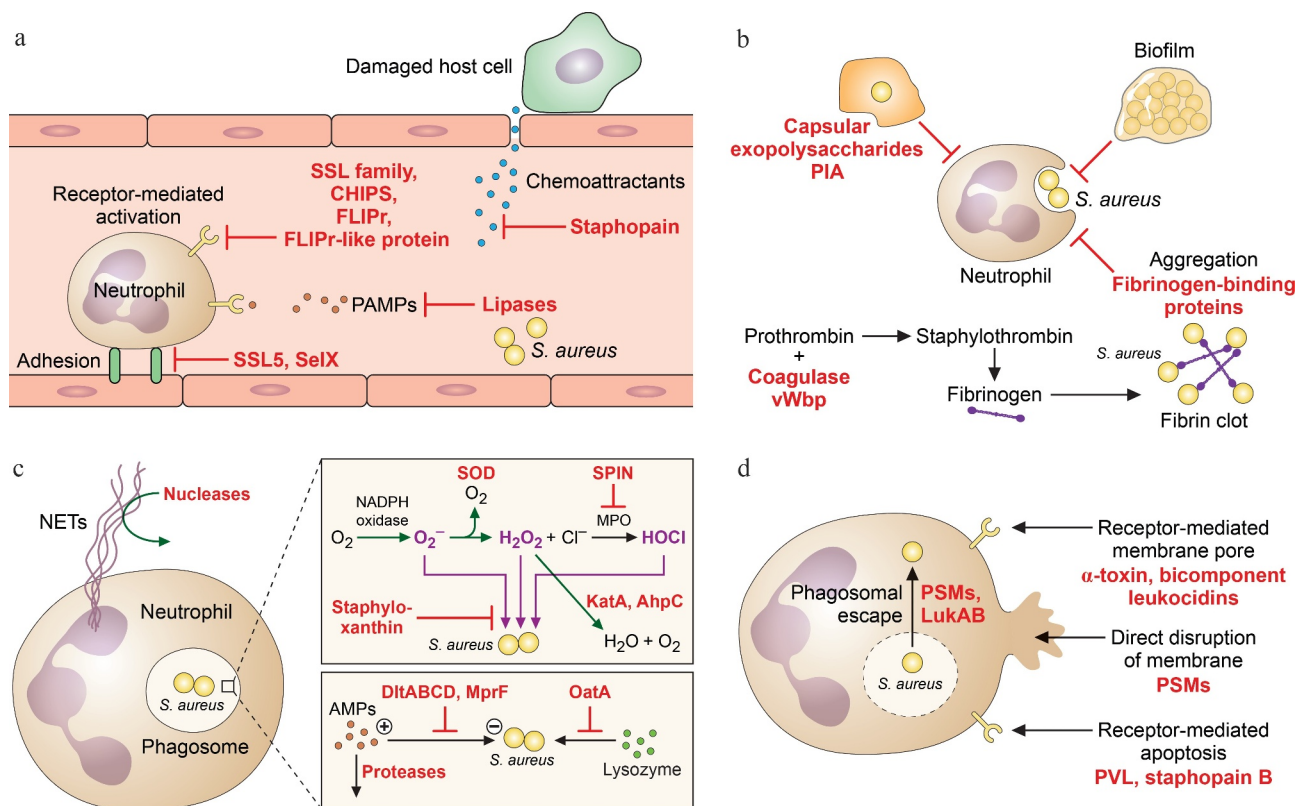 a
Damaged host cell
SSL family,
CHIPS,
FLIPr,
FLIPr-like protein
Receptor-mediated
activation
Chemoattractants
Staphopain
Neutrophil
PAMPs
Lipases
S. aureus
Adhesion
SSL5, SelX
b
Biofilm
Capsular
exopolysaccharides
PIA
S. aureus
Neutrophil
Aggregation
Fibrinogen-binding
proteins
Prothrombin
+
Coagulase
vWbp
Staphylothrombin
Fibrinogen
S. aureus
Fibrin clot
c
NETs
Nucleases
Neutrophil
S. aureus
Phagosome
SOD
SPIN
O₂
NADPH
oxidase
MPO
O₂ O₂⁻ H₂O₂ + Cl⁻ HOCl
Staphylo-
xanthin
KatA, AhpC
S. aureus
H₂O + O₂
DltABCD, MprF
OatA
AMPs
+
−
S. aureus
Lysozyme
Proteases
d
Phagosomal
escape
PSMs,
LukAB
S. aureus
Receptor-mediated
membrane pore
α-toxin, bicomponent
leukocidins
Direct disruption
of membrane
PSMs
Receptor-mediated
apoptosis
PVL, staphopain B